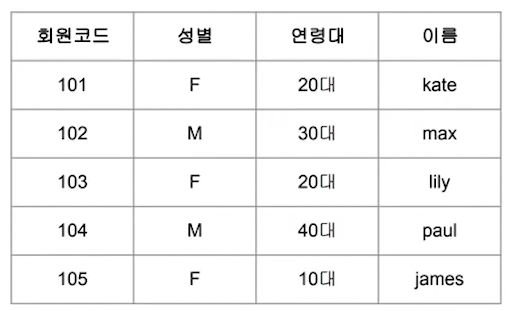 회원코드 성별 연령대 이름
101 F 20대 kate
102 M 30대 max
103 F 20대 lily
104 M 40대 paul
105 F 10대 james